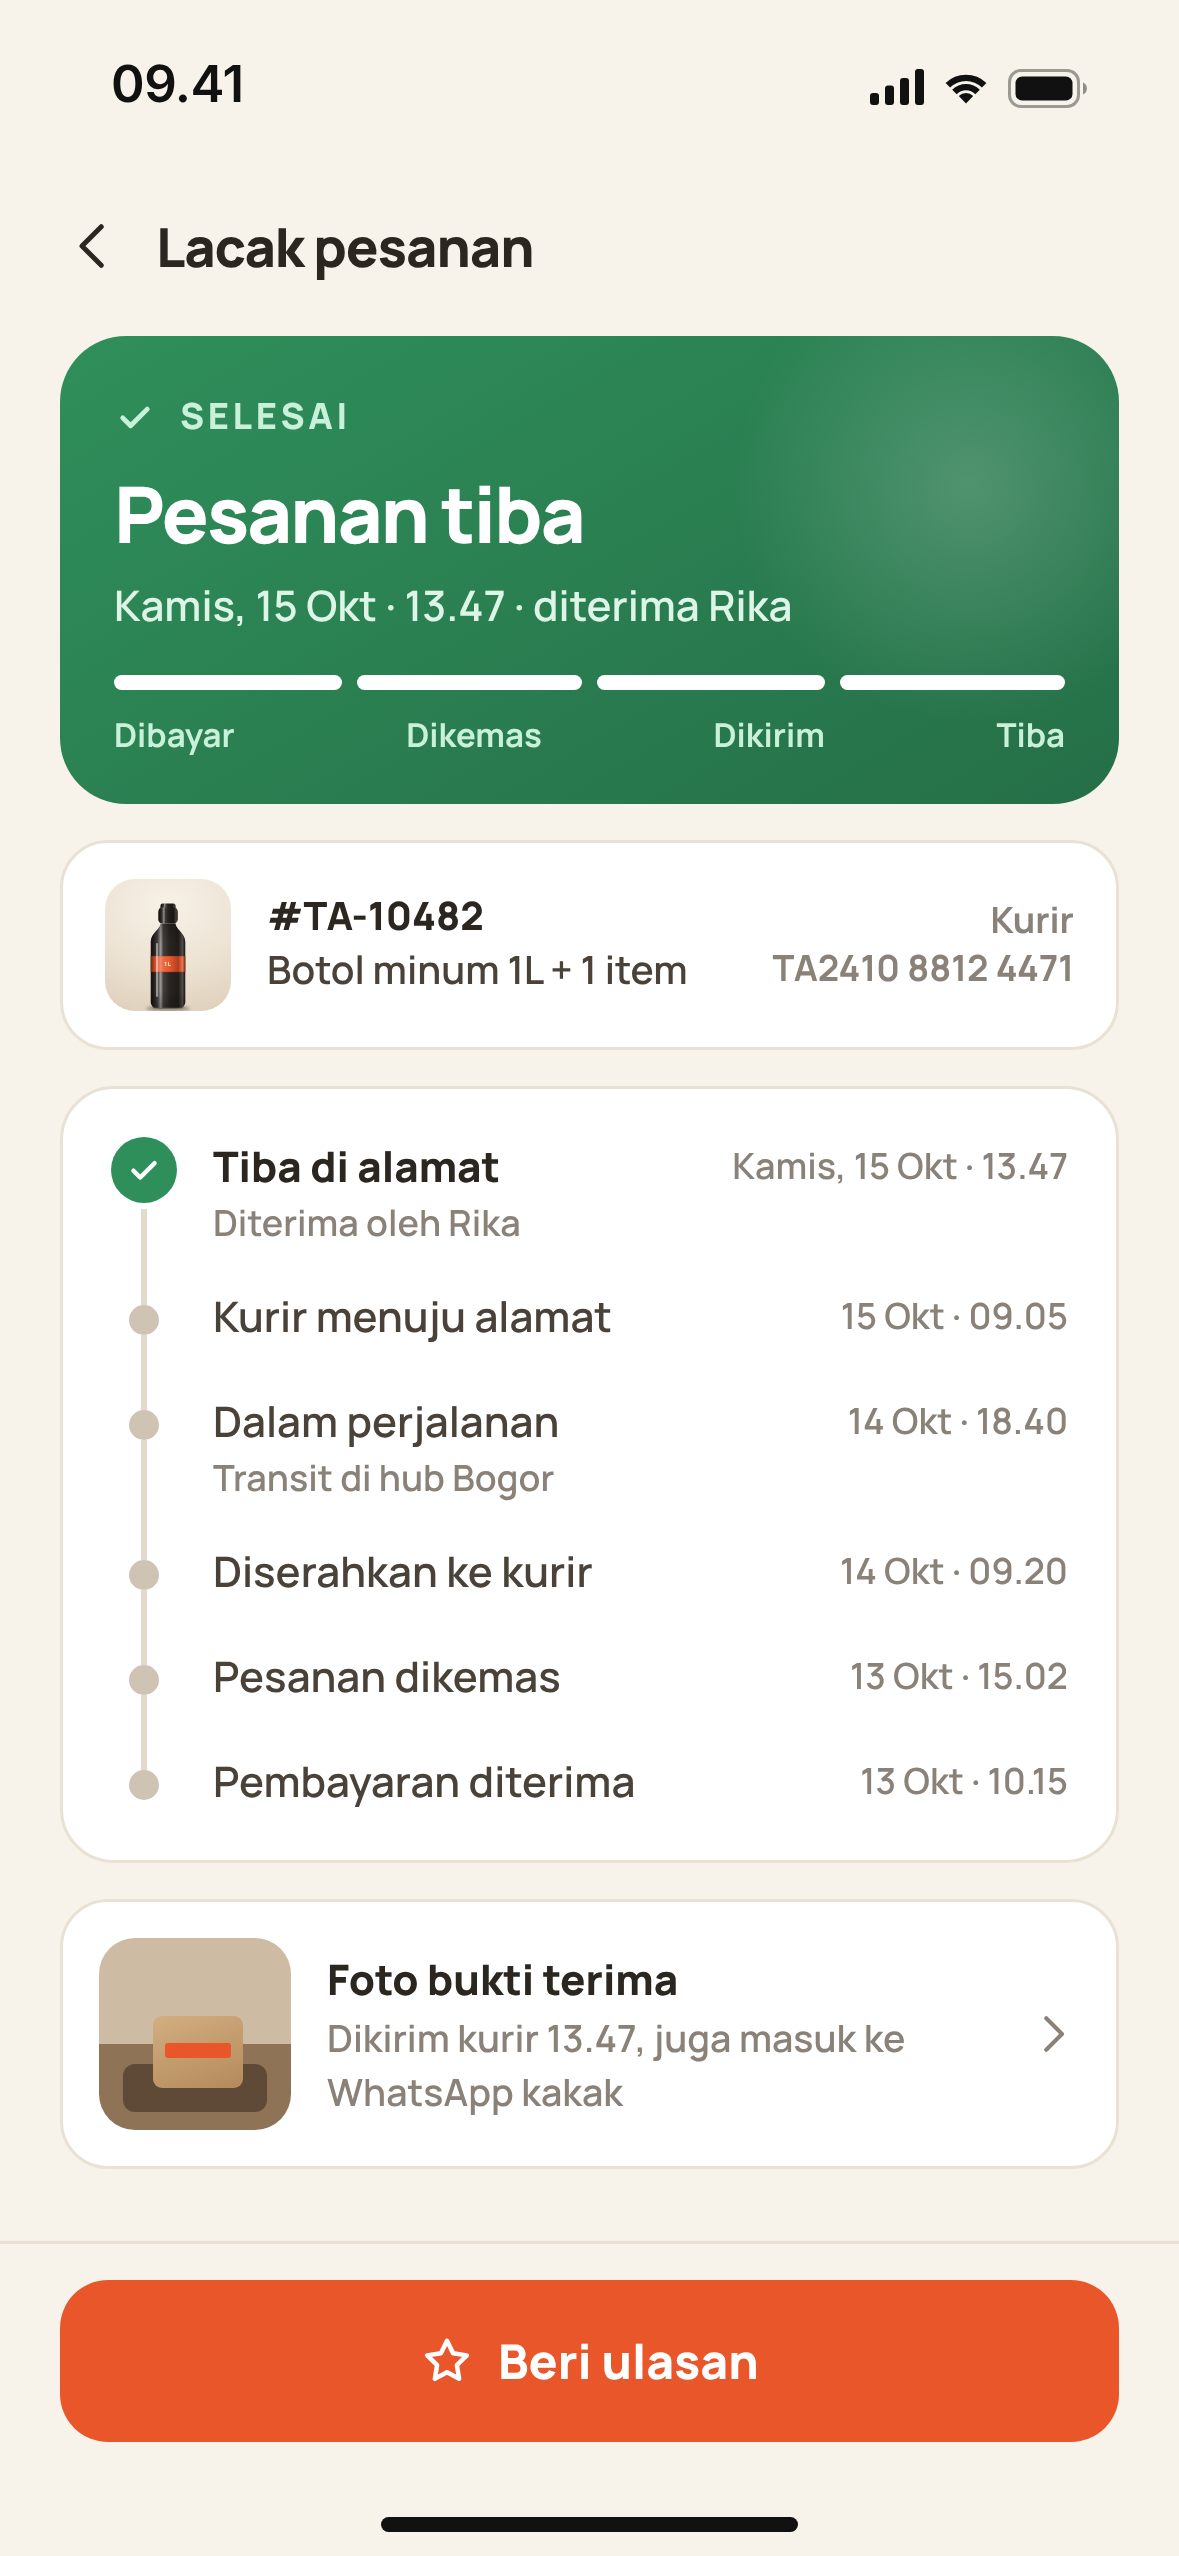 09.41
Lacak pesanan
SELESAI
Pesanan tiba
Kamis, 15 Okt · 13.47 · diterima Rika
Dibayar Dikemas Dikirim Tiba
1L
#TA-10482
Botol minum 1L + 1 item
Kurir
TA2410 8812 4471
Tiba di alamat Kamis, 15 Okt · 13.47
Diterima oleh Rika
Kurir menuju alamat 15 Okt · 09.05
Dalam perjalanan 14 Okt · 18.40
Transit di hub Bogor
Diserahkan ke kurir 14 Okt · 09.20
Pesanan dikemas 13 Okt · 15.02
Pembayaran diterima 13 Okt · 10.15
Foto bukti terima
Dikirim kurir 13.47, juga masuk ke
WhatsApp kakak
Beri ulasan